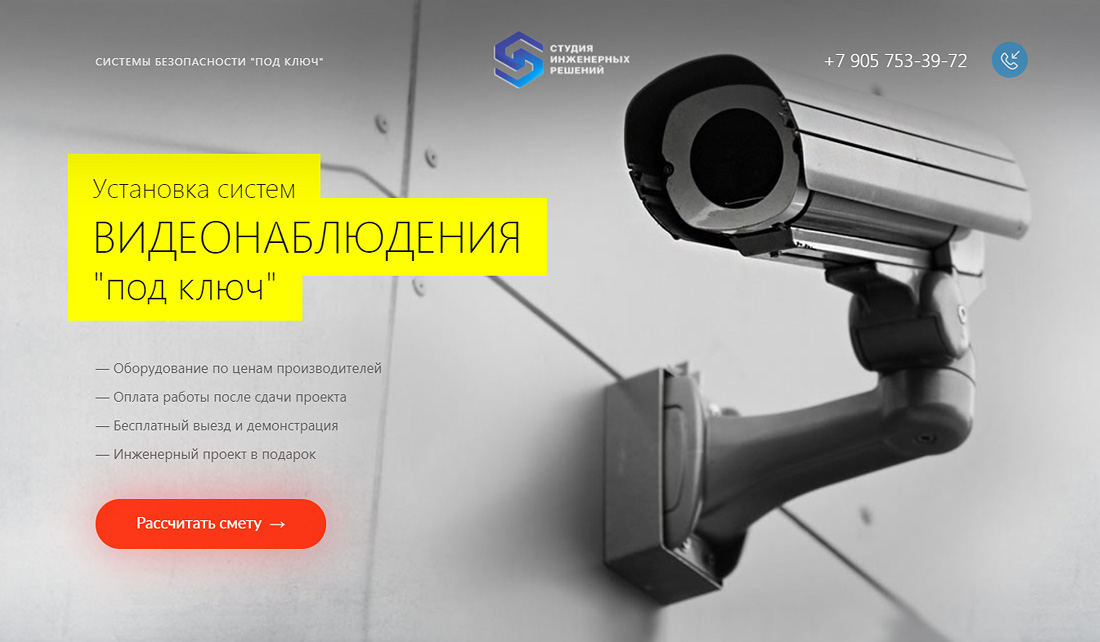 СИСТЕМЫ БЕЗОПАСНОСТИ "ПОД КЛЮЧ"
СТУДИЯ
ИНЖЕНЕРНЫХ
РЕШЕНИЙ
+7 905 753-39-72
Установка систем
ВИДЕОНАБЛЮДЕНИЯ
"под ключ"
— Оборудование по ценам производителей
— Оплата работы после сдачи проекта
— Бесплатный выезд и демонстрация
— Инженерный проект в подарок
Рассчитать смету →